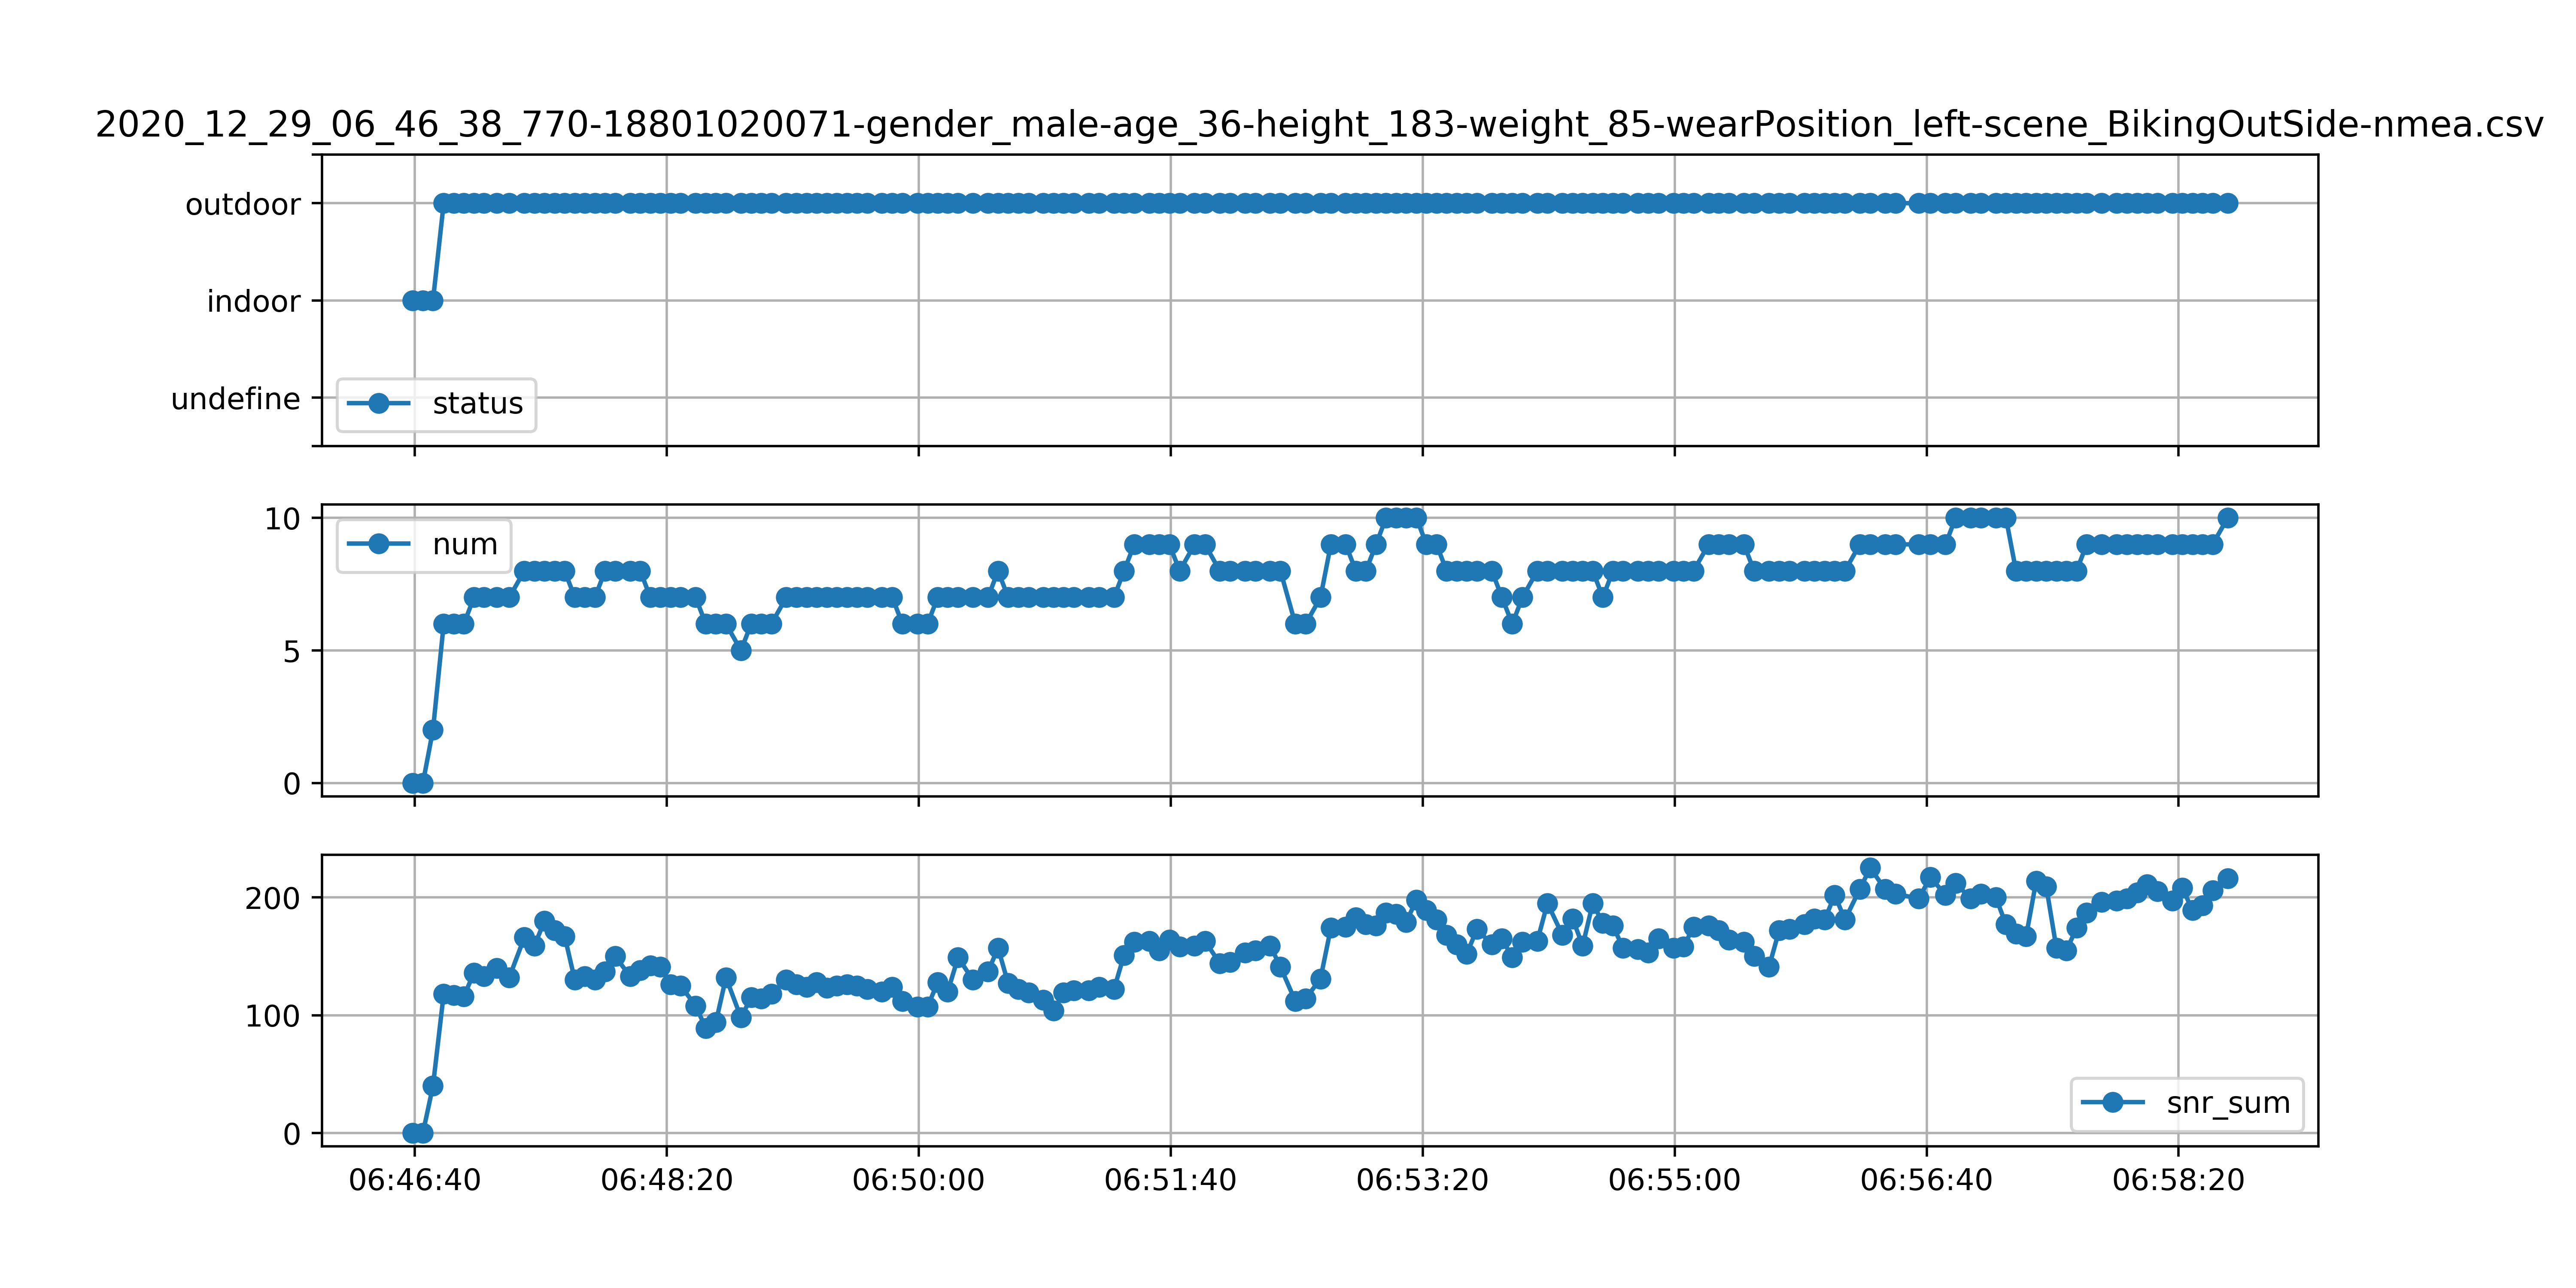 2020_12_29_06_46_38_770-18801020071-gender_male-age_36-height_183-weight_85-wearPosition_left-scene_BikingOutSide-nmea.csv
outdoor
indoor
undefine
status
10
5
0
num
200
100
0
snr_sum
06:46:40 06:48:20 06:50:00 06:51:40 06:53:20 06:55:00 06:56:40 06:58:20